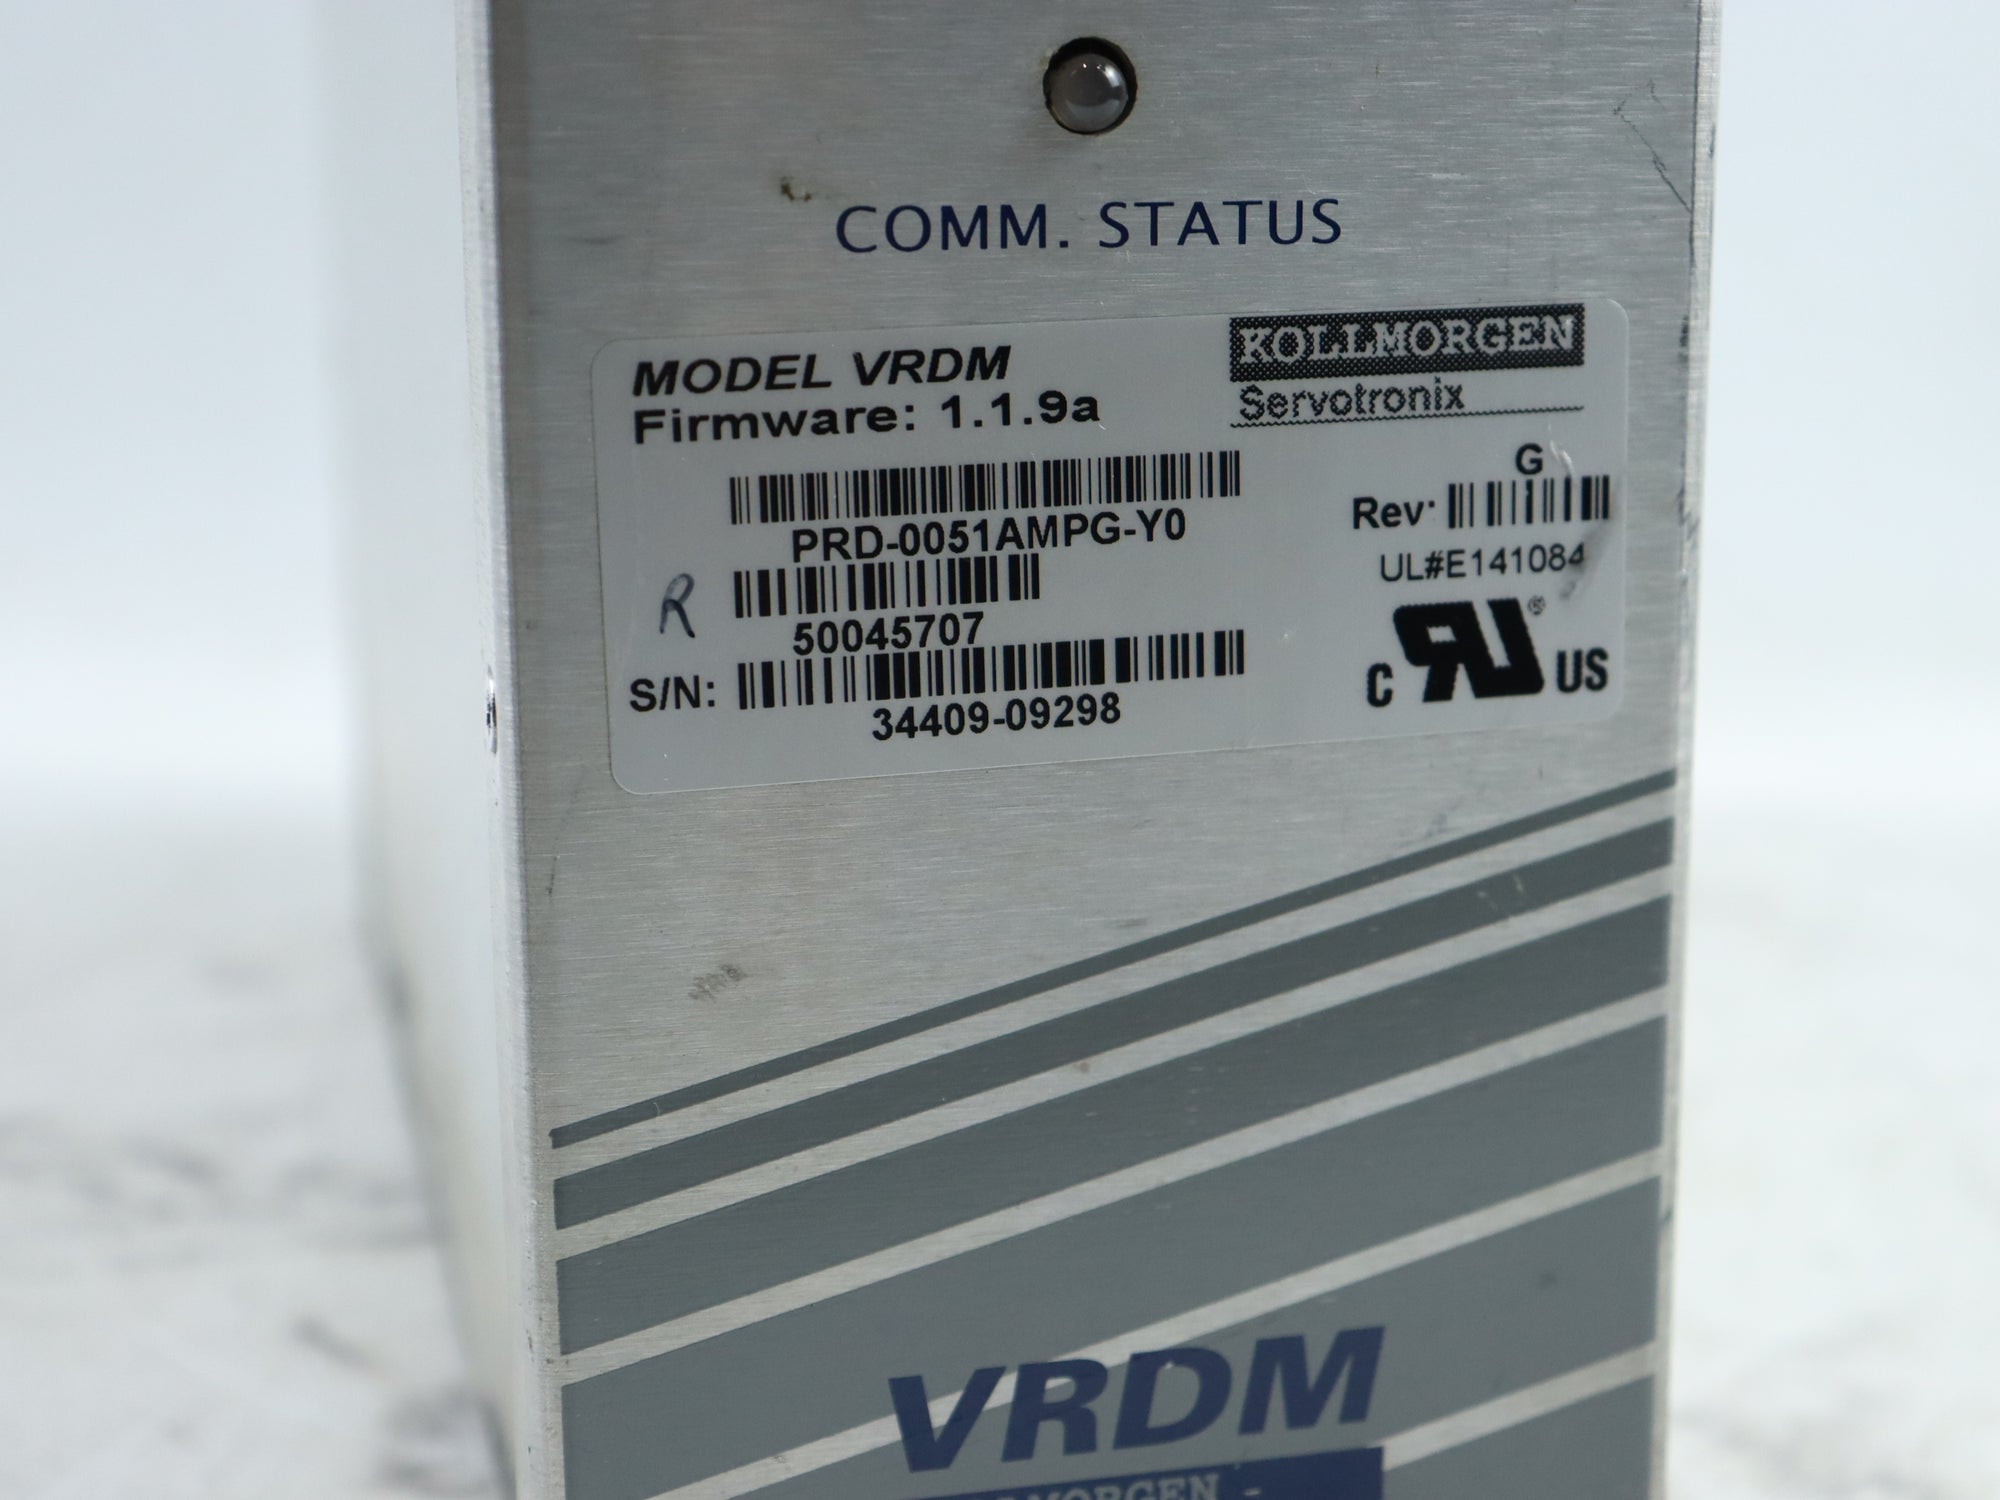 COMM. STATUS
MODEL VRDM
Firmware: 1.1.9a
KOLLMORGEN
Servotronix
PRD-0051AMPG-Y0
G
Rev:
UL#E141084
R
50045707
S/N:
34409-09298
C RU ® US
VRDM